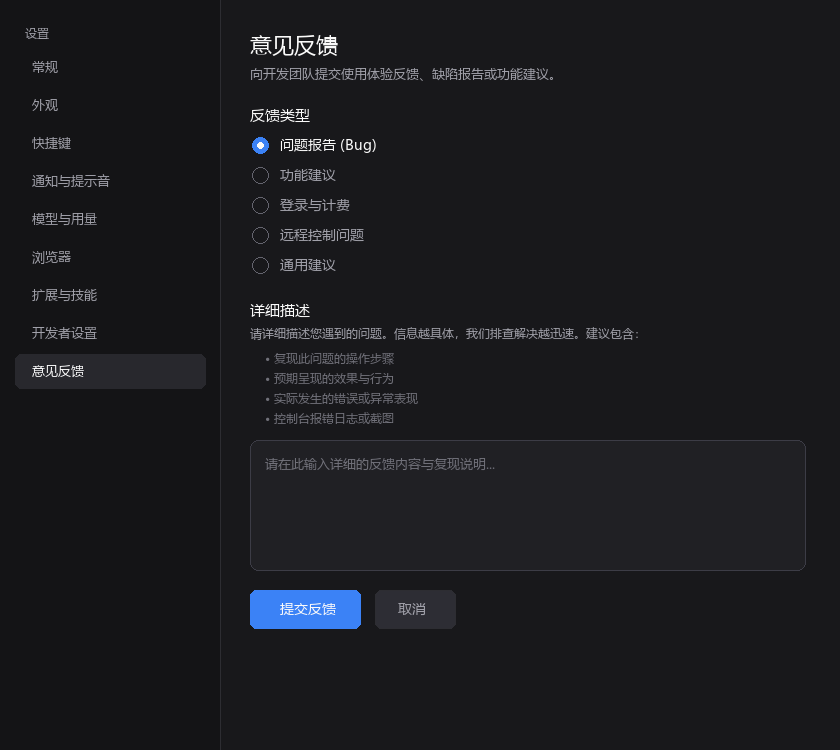 设置
常规
外观
快捷键
通知与提示音
模型与用量
浏览器
扩展与技能
开发者设置
意见反馈
意见反馈
向开发团队提交使用体验反馈、缺陷报告或功能建议。
反馈类型
问题报告 (Bug)
功能建议
登录与计费
远程控制问题
通用建议
详细描述
请详细描述您遇到的问题。信息越具体，我们排查解决越迅速。建议包含：
• 复现此问题的操作步骤
• 预期呈现的效果与行为
• 实际发生的错误或异常表现
• 控制台报错日志或截图
请在此输入详细的反馈内容与复现说明...
提交反馈
取消